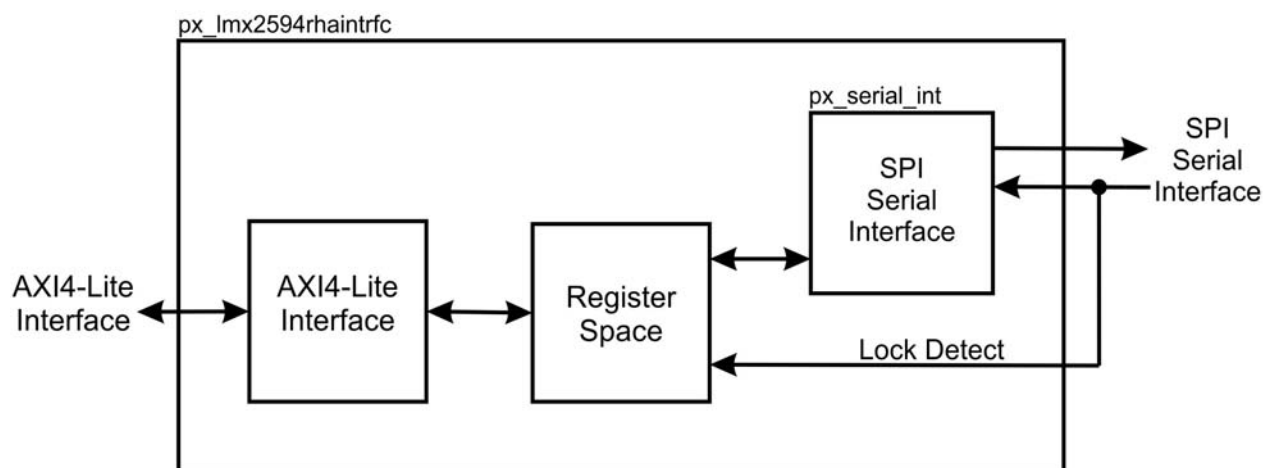 px_lmx2594rhaintrfc
px_serial_int
SPI
Serial
Interface
SPI
Serial
Interface
AXI4-Lite
Interface
AXI4-Lite
Interface
Register
Space
Lock Detect